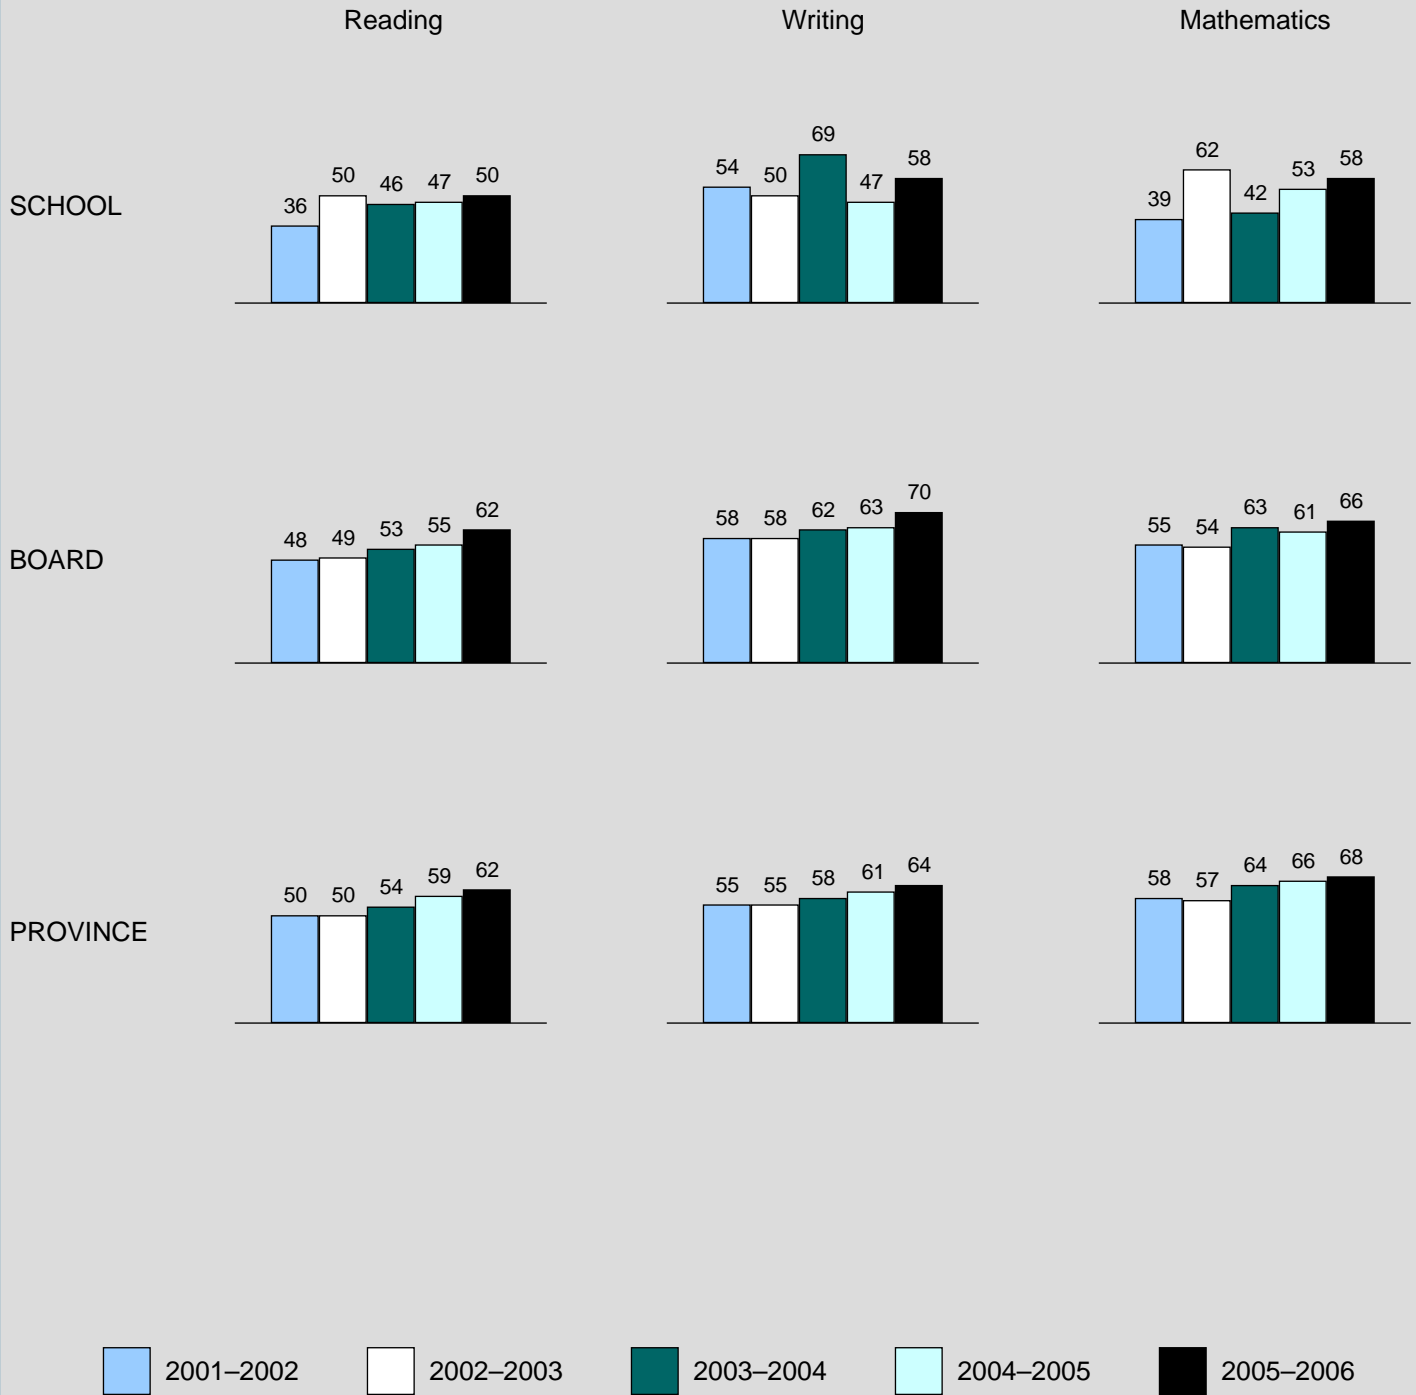 Reading Writing Mathematics
SCHOOL
36 50 46 47 50
54 50 69 47 58
39 62 42 53 58
BOARD
48 49 53 55 62
58 58 62 63 70
55 54 63 61 66
PROVINCE
50 50 54 59 62
55 55 58 61 64
58 57 64 66 68
2001–2002 2002–2003 2003–2004 2004–2005 2005–2006